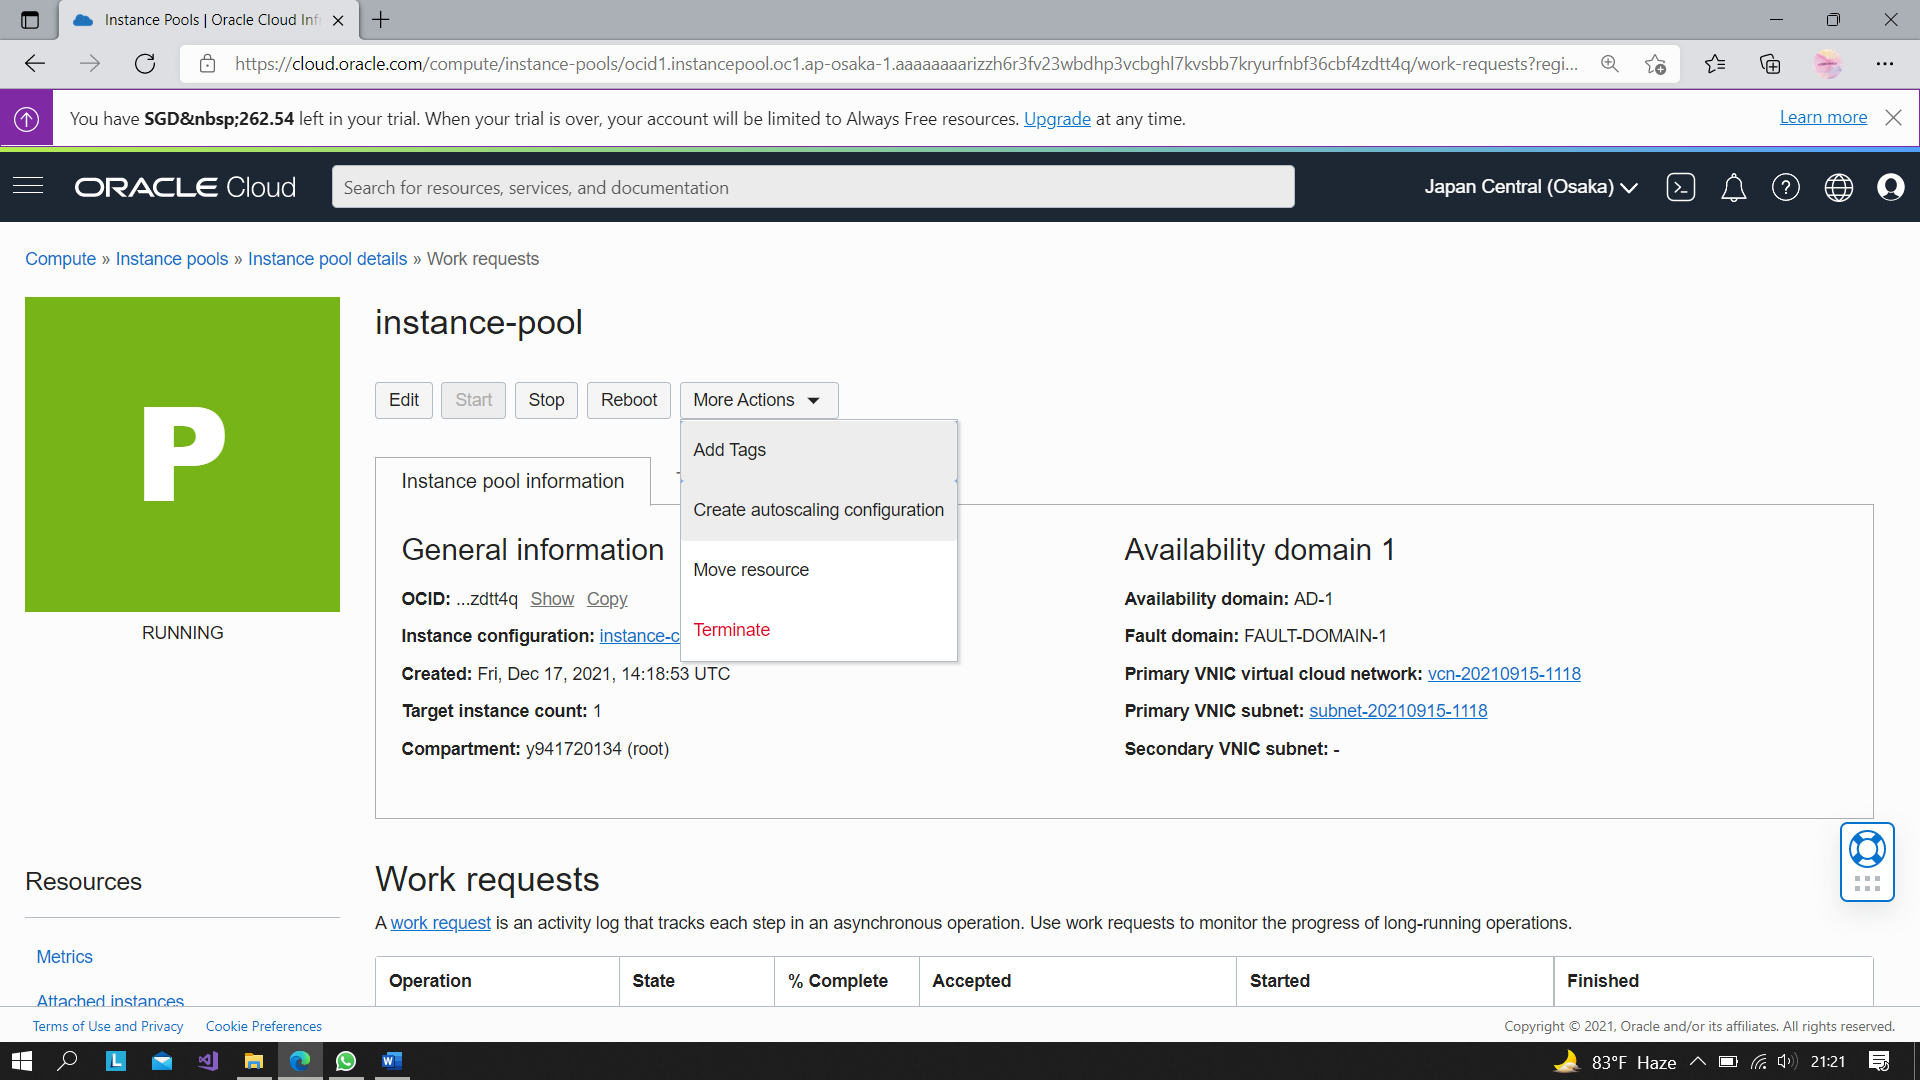 Instance Pools | Oracle Cloud Inf
https://cloud.oracle.com/compute/instance-pools/ocid1.instancepool.oc1.ap-osaka-1.aaaaaaaarizzh6r3fv23wbdhp3vcbghl7kvsbb7kryurfnbf36cbf4zdtt4q/work-requests?regi...
You have SGD&nbsp;262.54 left in your trial. When your trial is over, your account will be limited to Always Free resources. Upgrade at any time.
Learn more
ORACLE Cloud
Search for resources, services, and documentation
Japan Central (Osaka)
Compute » Instance pools » Instance pool details » Work requests
P
RUNNING
instance-pool
Edit
Start
Stop
Reboot
More Actions
Add Tags
Create autoscaling configuration
Move resource
Terminate
Instance pool information
General information
OCID: ...zdtt4q Show Copy
Instance configuration: instance-c
Created: Fri, Dec 17, 2021, 14:18:53 UTC
Target instance count: 1
Compartment: y941720134 (root)
Availability domain 1
Availability domain: AD-1
Fault domain: FAULT-DOMAIN-1
Primary VNIC virtual cloud network: vcn-20210915-1118
Primary VNIC subnet: subnet-20210915-1118
Secondary VNIC subnet: -
Resources
Metrics
Attached instances
Work requests
A work request is an activity log that tracks each step in an asynchronous operation. Use work requests to monitor the progress of long-running operations.
Operation State % Complete Accepted Started Finished
Terms of Use and Privacy Cookie Preferences
Copyright © 2021, Oracle and/or its affiliates. All rights reserved.
L
W
83°F Haze
21:21